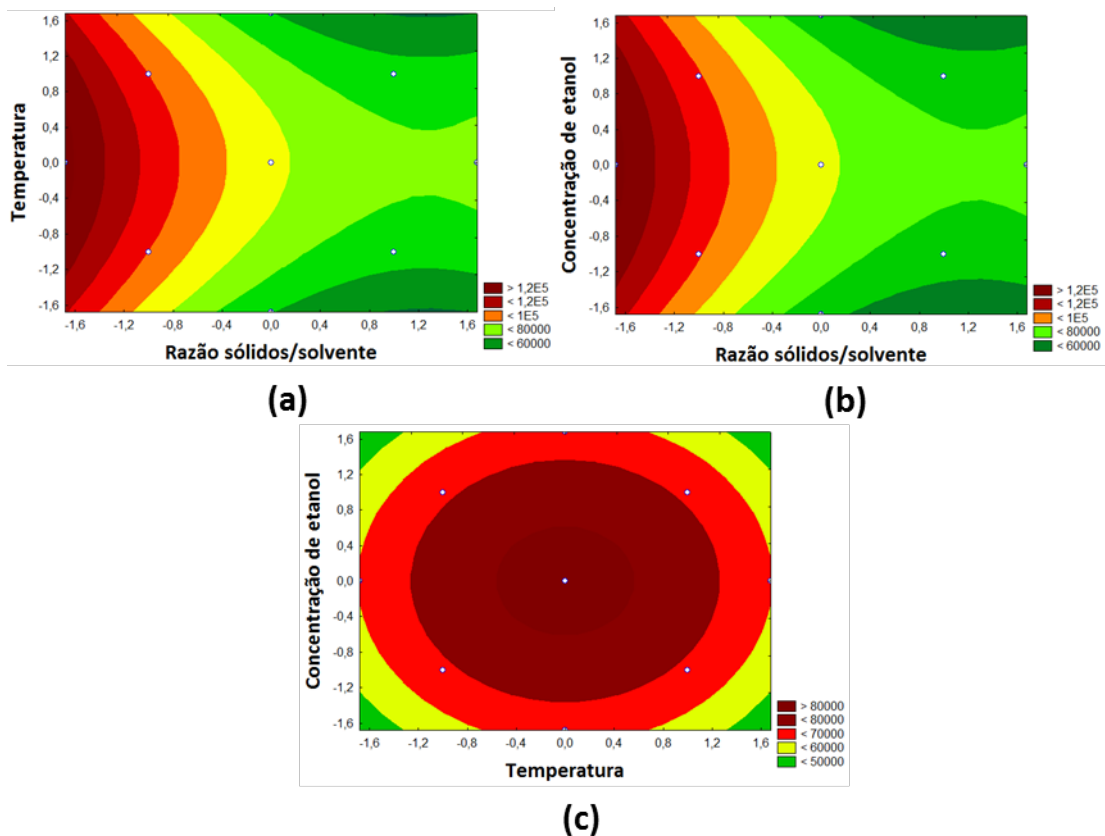 Temperatura
1,6
1,2
0,8
0,4
0,0
-0,4
-0,8
-1,2
-1,6
-1,6 -1,2 -0,8 -0,4 0,0 0,4 0,8 1,2 1,6
Razão sólidos/solvente
> 1,2E5
< 1,2E5
< 1E5
< 80000
< 60000
(a)
Concentração de etanol
1,6
1,2
0,8
0,4
0,0
-0,4
-0,8
-1,2
-1,6
-1,6 -1,2 -0,8 -0,4 0,0 0,4 0,8 1,2 1,6
Razão sólidos/solvente
> 1,2E5
< 1,2E5
< 1E5
< 80000
< 60000
(b)
Concentração de etanol
1,6
1,2
0,8
0,4
0,0
-0,4
-0,8
-1,2
-1,6
-1,6 -1,2 -0,8 -0,4 0,0 0,4 0,8 1,2 1,6
Temperatura
> 80000
< 80000
< 70000
< 60000
< 50000
(c)